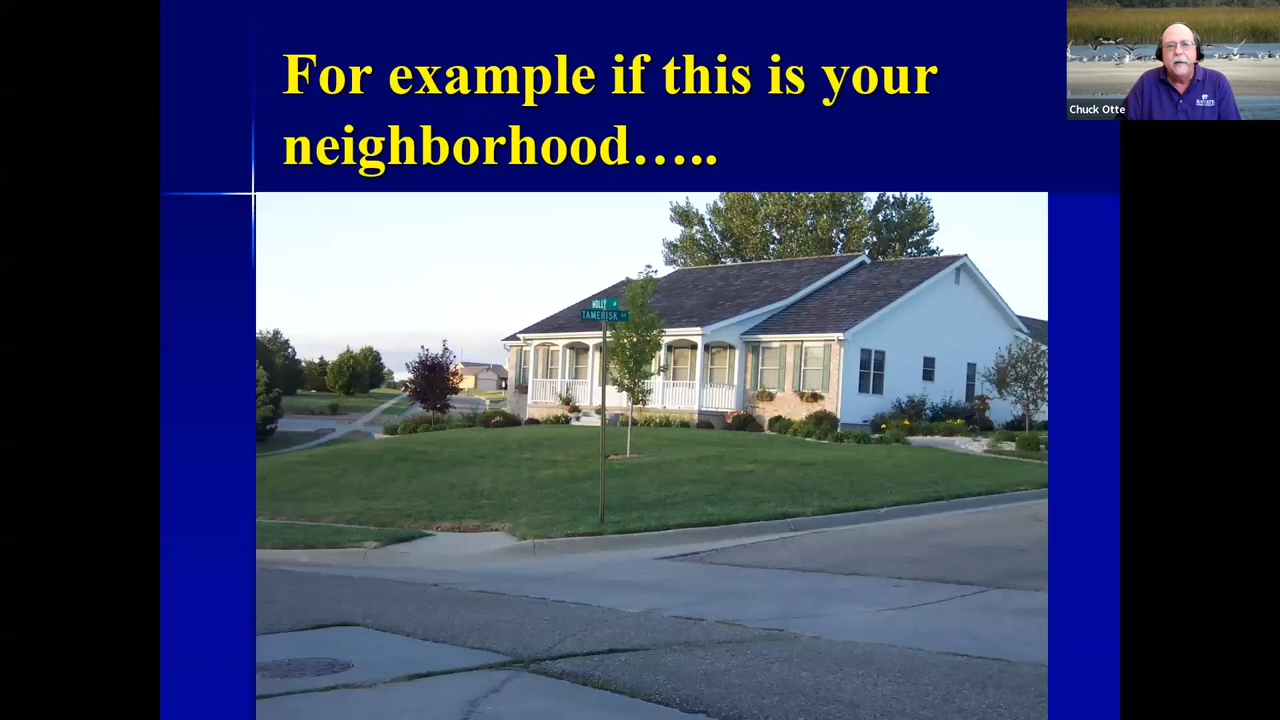 For example if this is your
neighborhood…..
Chuck Otte
HOLLY
TAMERISK